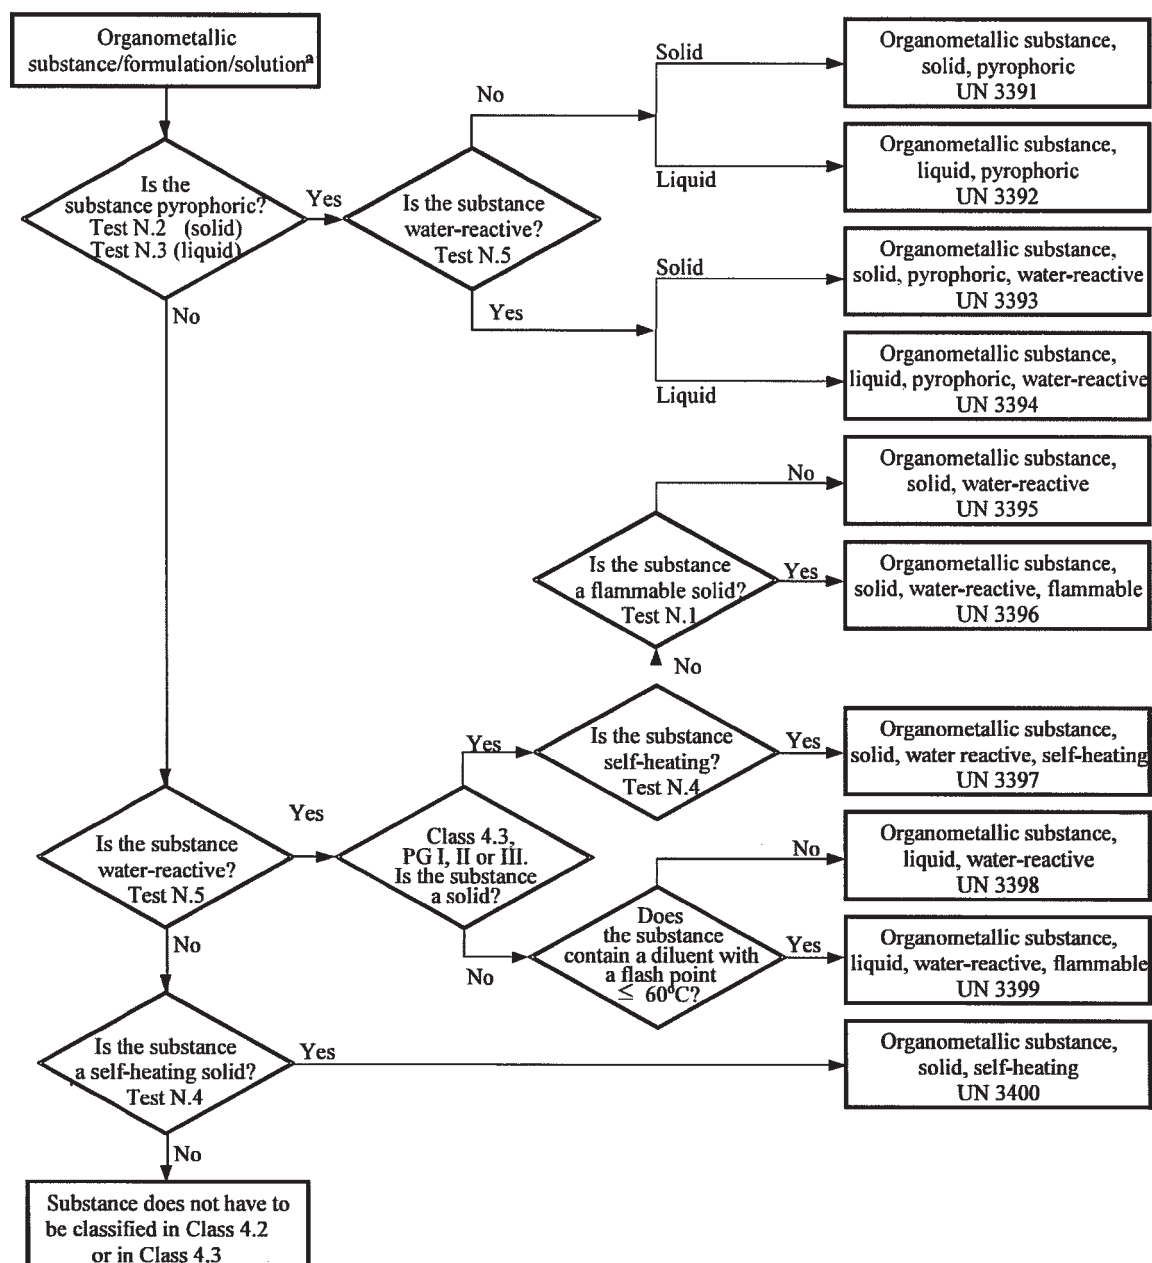 Organometallic
substance/formulation/solutionᵃ
Is the
substance pyrophoric?
Test N.2 (solid)
Test N.3 (liquid)
Yes
No
Is the substance
water-reactive?
Test N.5
No
Solid
Organometallic substance,
solid, pyrophoric
UN 3391
Liquid
Organometallic substance,
liquid, pyrophoric
UN 3392
Yes
Solid
Organometallic substance,
solid, pyrophoric, water-reactive
UN 3393
Liquid
Organometallic substance,
liquid, pyrophoric, water-reactive
UN 3394
No
Organometallic substance,
solid, water-reactive
UN 3395
Is the substance
a flammable solid?
Test N.1
Yes
Organometallic substance,
solid, water-reactive, flammable
UN 3396
No
Is the substance
self-heating?
Test N.4
Yes
Yes
Organometallic substance,
solid, water reactive, self-heating
UN 3397
Is the substance
water-reactive?
Test N.5
Yes
Class 4.3,
PG I, II or III.
Is the substance
a solid?
No
No
Organometallic substance,
liquid, water-reactive
UN 3398
Does
the substance
contain a diluent with
a flash point
≤ 60°C?
Yes
Organometallic substance,
liquid, water-reactive, flammable
UN 3399
No
Is the substance
a self-heating solid?
Test N.4
Yes
Organometallic substance,
solid, self-heating
UN 3400
No
Substance does not have to
be classified in Class 4.2
or in Class 4.3